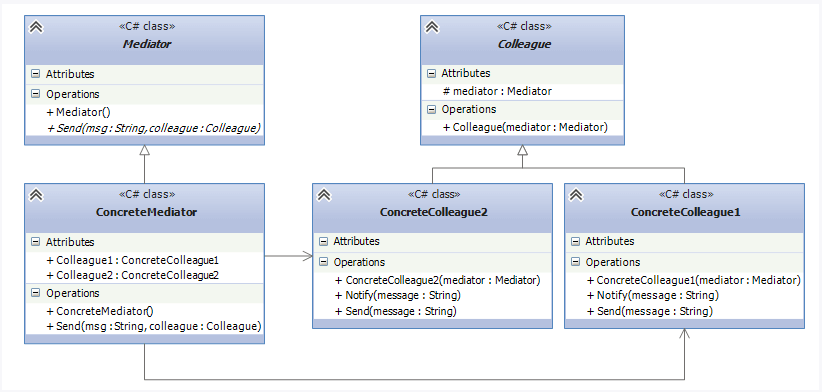 «C# class»
Mediator
Attributes
Operations
+ Mediator()
+ Send(msg : String, colleague : Colleague)
«C# class»
Colleague
Attributes
# mediator : Mediator
Operations
+ Colleague(mediator : Mediator)
«C# class»
ConcreteMediator
Attributes
+ Colleague1 : ConcreteColleague1
+ Colleague2 : ConcreteColleague2
Operations
+ ConcreteMediator()
+ Send(msg : String, colleague : Colleague)
«C# class»
ConcreteColleague2
Attributes
Operations
+ ConcreteColleague2(mediator : Mediator)
+ Notify(message : String)
+ Send(message : String)
«C# class»
ConcreteColleague1
Attributes
Operations
+ ConcreteColleague1(mediator : Mediator)
+ Notify(message : String)
+ Send(message : String)